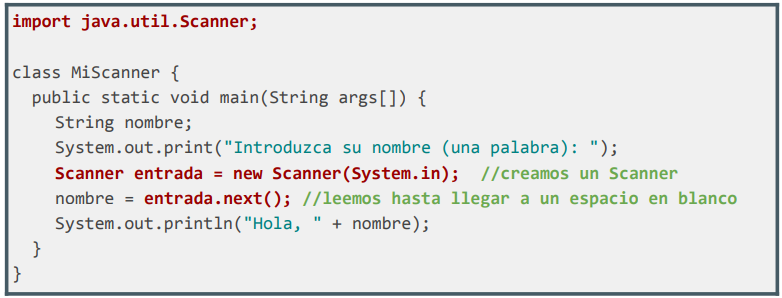 import java.util.Scanner;
class MiScanner {
public static void main(String args[]) {
String nombre;
System.out.print("Introduzca su nombre (una palabra): ");
Scanner entrada = new Scanner(System.in);  //creamos un Scanner
nombre = entrada.next(); //leemos hasta llegar a un espacio en blanco
System.out.println("Hola, " + nombre);
}
}